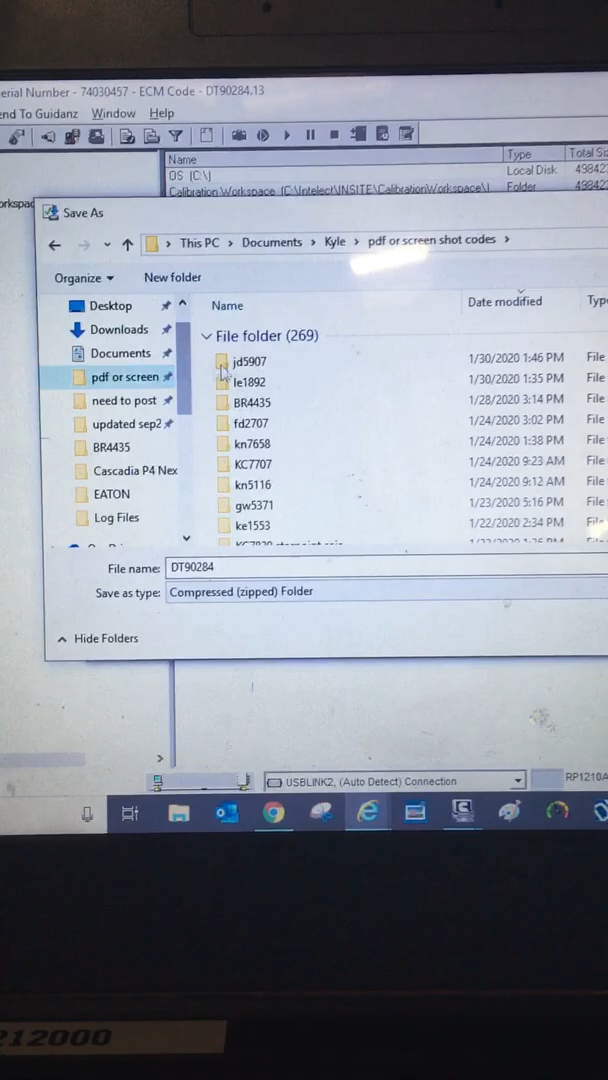 erial Number - 74030457 - ECM Code - DT90284.13
end To Guidanz Window Help
Name Type Total Siz
OS (C:\) Local Disk 49842
Calibration Workspace (C:\Intelect\INSITE\CalibrationWorkspace\) Folder 49842
orkspac
Save As
This PC > Documents > Kyle > pdf or screen shot codes >
Organize New folder
Name Date modified Typ
File folder (269)
Desktop
Downloads
Documents
pdf or screen
need to post
updated sep2
BR4435
Cascadia P4 Nex
EATON
Log Files
jd5907 1/30/2020 1:46 PM File
le1892 1/30/2020 1:35 PM File
BR4435 1/28/2020 3:14 PM File
fd2707 1/24/2020 3:02 PM File
kn7658 1/24/2020 1:38 PM File
KC7707 1/24/2020 9:23 AM File
kn5116 1/24/2020 9:12 AM File
gw5371 1/23/2020 5:16 PM File
ke1553 1/22/2020 2:34 PM File
File name: DT90284
Save as type: Compressed (zipped) Folder
Hide Folders
USBLINK2, (Auto Detect) Connection
RP1210A
212000